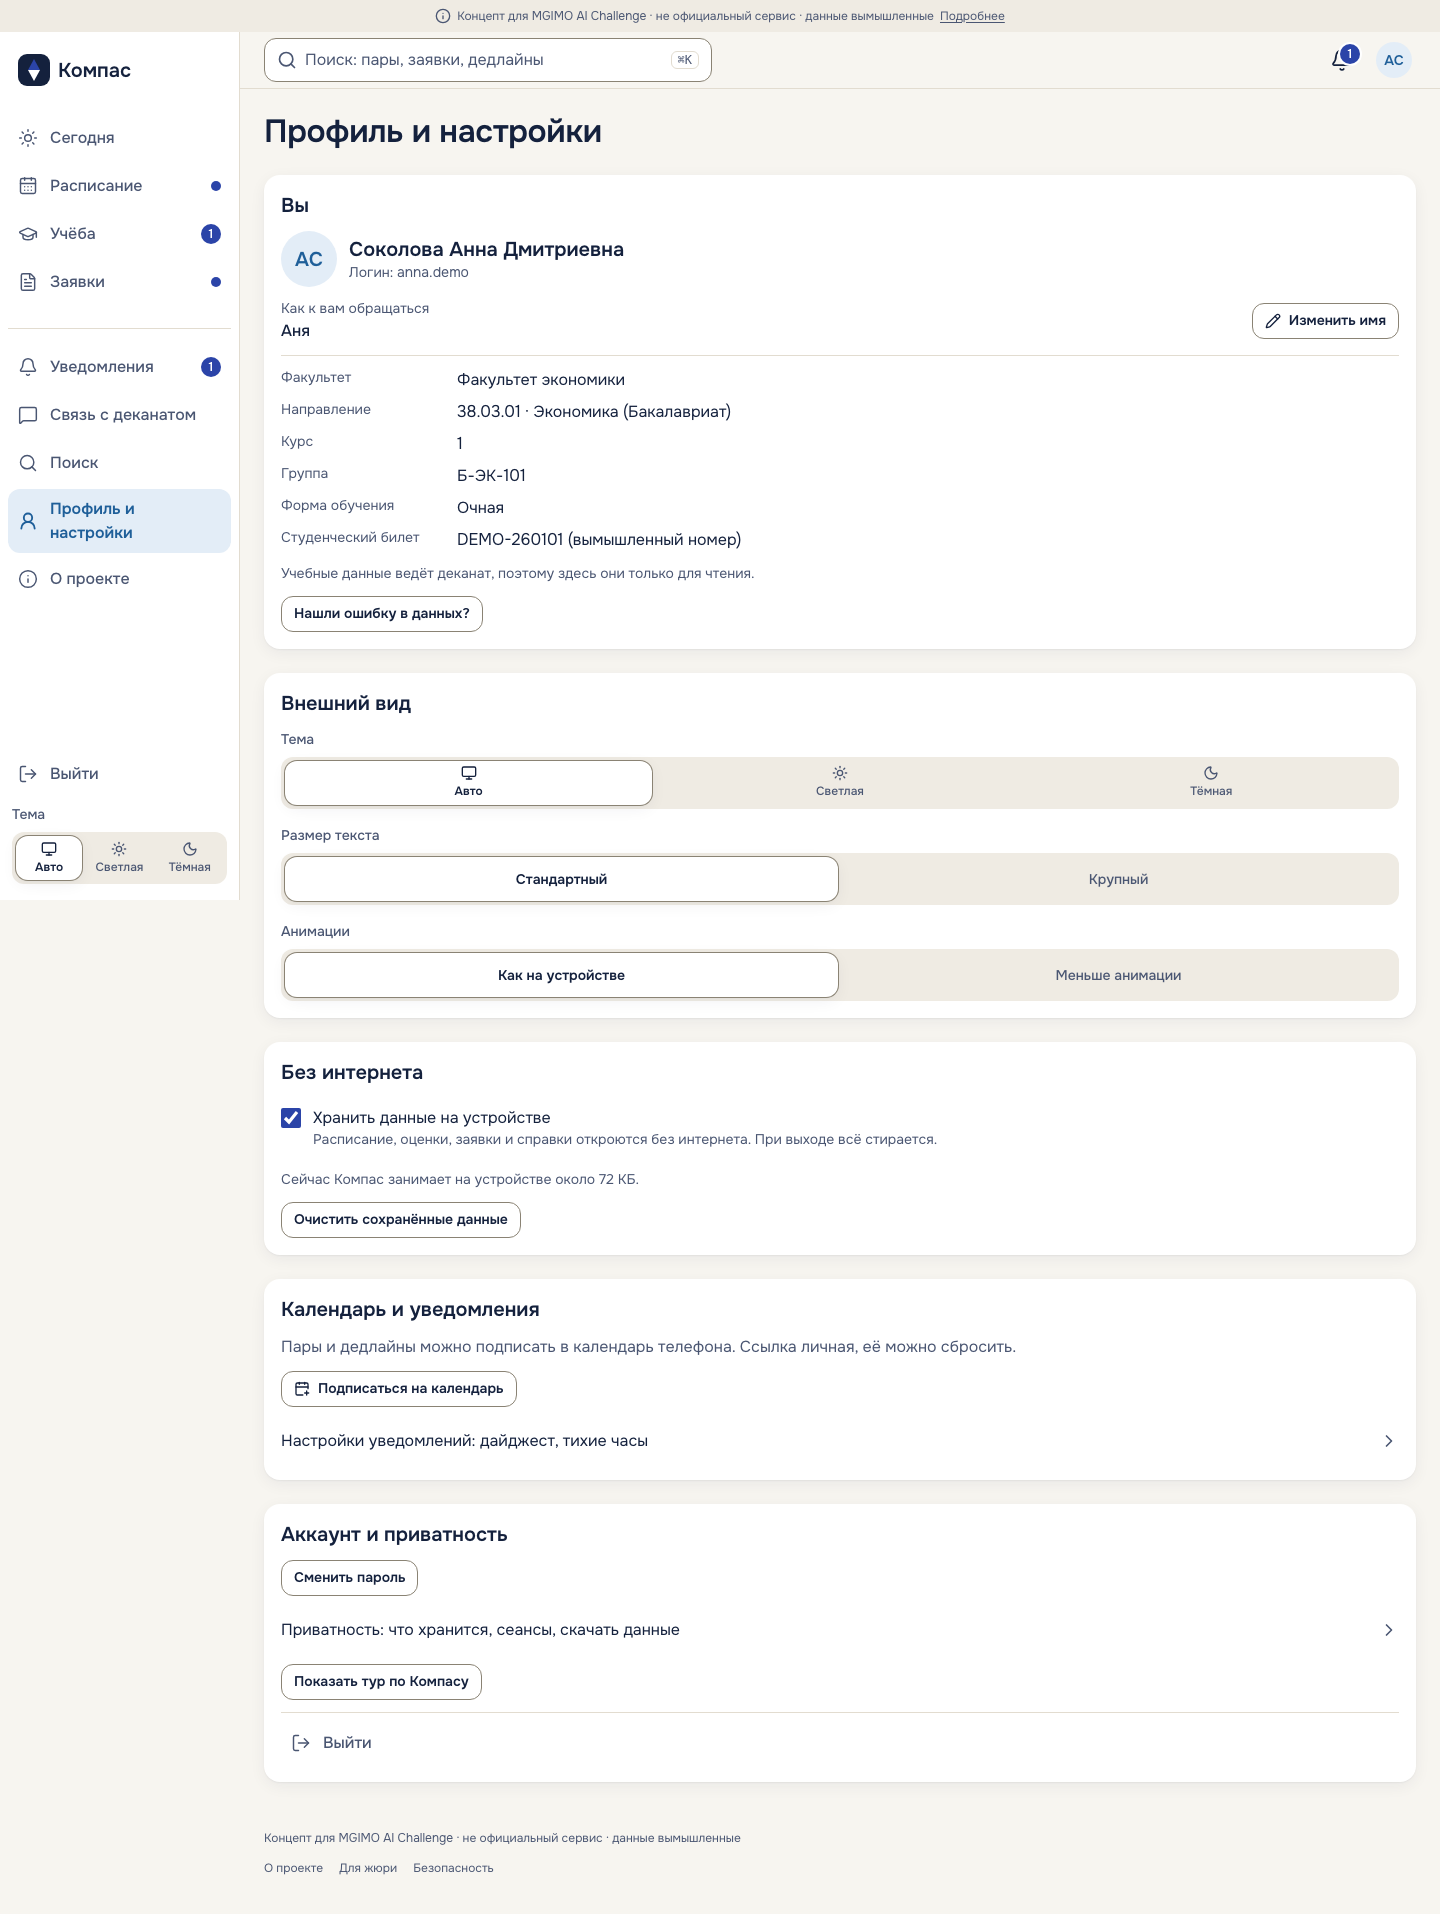 Концепт для MGIMO AI Challenge · не официальный сервис · данные вымышленные Подробнее
Компас
Поиск: пары, заявки, дедлайны
⌘K
1
АС
Сегодня
Расписание
Учёба
1
Заявки
Уведомления
1
Связь с деканатом
Поиск
Профиль и
настройки
О проекте
Выйти
Тема
Авто
Светлая
Тёмная
Профиль и настройки
Вы
АС
Соколова Анна Дмитриевна
Логин: anna.demo
Как к вам обращаться
Аня
Изменить имя
Факультет
Факультет экономики
Направление
38.03.01 · Экономика (Бакалавриат)
Курс
1
Группа
Б-ЭК-101
Форма обучения
Очная
Студенческий билет
DEMO-260101 (вымышленный номер)
Учебные данные ведёт деканат, поэтому здесь они только для чтения.
Нашли ошибку в данных?
Внешний вид
Тема
Авто
Светлая
Тёмная
Размер текста
Стандартный
Крупный
Анимации
Как на устройстве
Меньше анимации
Без интернета
Хранить данные на устройстве
Расписание, оценки, заявки и справки откроются без интернета. При выходе всё стирается.
Сейчас Компас занимает на устройстве около 72 КБ.
Очистить сохранённые данные
Календарь и уведомления
Пары и дедлайны можно подписать в календарь телефона. Ссылка личная, её можно сбросить.
Подписаться на календарь
Настройки уведомлений: дайджест, тихие часы
Аккаунт и приватность
Сменить пароль
Приватность: что хранится, сеансы, скачать данные
Показать тур по Компасу
Выйти
Концепт для MGIMO AI Challenge · не официальный сервис · данные вымышленные
О проекте
Для жюри
Безопасность